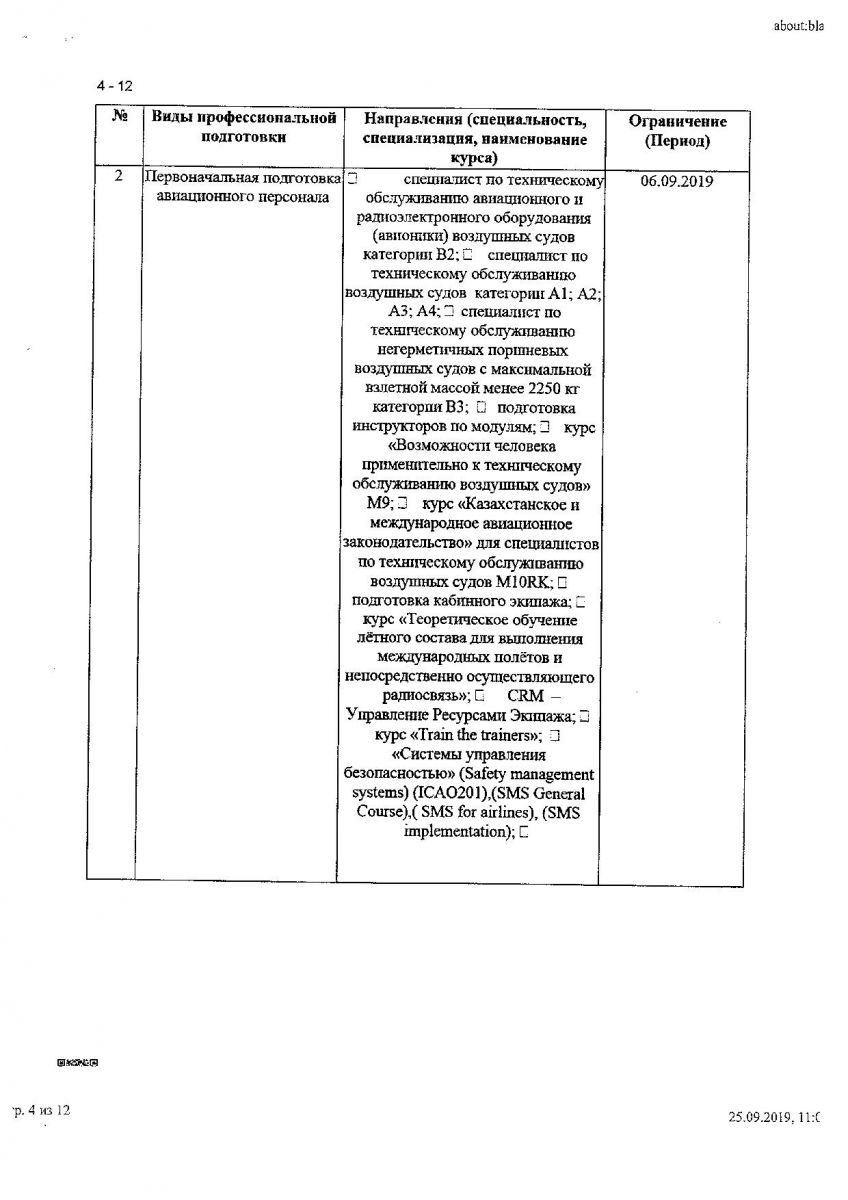 about:bla
4 - 12
№
Виды профессиональной
подготовки
Направления (специальность,
специализация, наименование
курса)
Ограничение
(Период)
2
Первоначальная подготовка
авиационного персонала
□ специалист по техническому
обслуживанию авиационного и
радиоэлектронного оборудования
(авионики) воздушных судов
категории В2; □ специалист по
техническому обслуживанию
воздушных судов категории А1; А2;
А3; А4; □ специалист по
техническому обслуживанию
негерметичных поршневых
воздушных судов с максимальной
взлетной массой менее 2250 кг
категории В3; □ подготовка
инструкторов по модулям; □ курс
«Возможности человека
применительно к техническому
обслуживанию воздушных судов»
М9; □ курс «Казахстанское и
международное авиационное
законодательство» для специалистов
по техническому обслуживанию
воздушных судов M10RK; □
подготовка кабинного экипажа; □
курс «Теоретическое обучение
лётного состава для выполнения
международных полётов и
непосредственно осуществляющего
радиосвязь»; □ CRM –
Управление Ресурсами Экипажа; □
курс «Train the trainers»; □
«Системы управления
безопасностью» (Safety management
systems) (ICAO201),(SMS General
Course),( SMS for airlines), (SMS
implementation); □
06.09.2019
р. 4 из 12
25.09.2019, 11:0